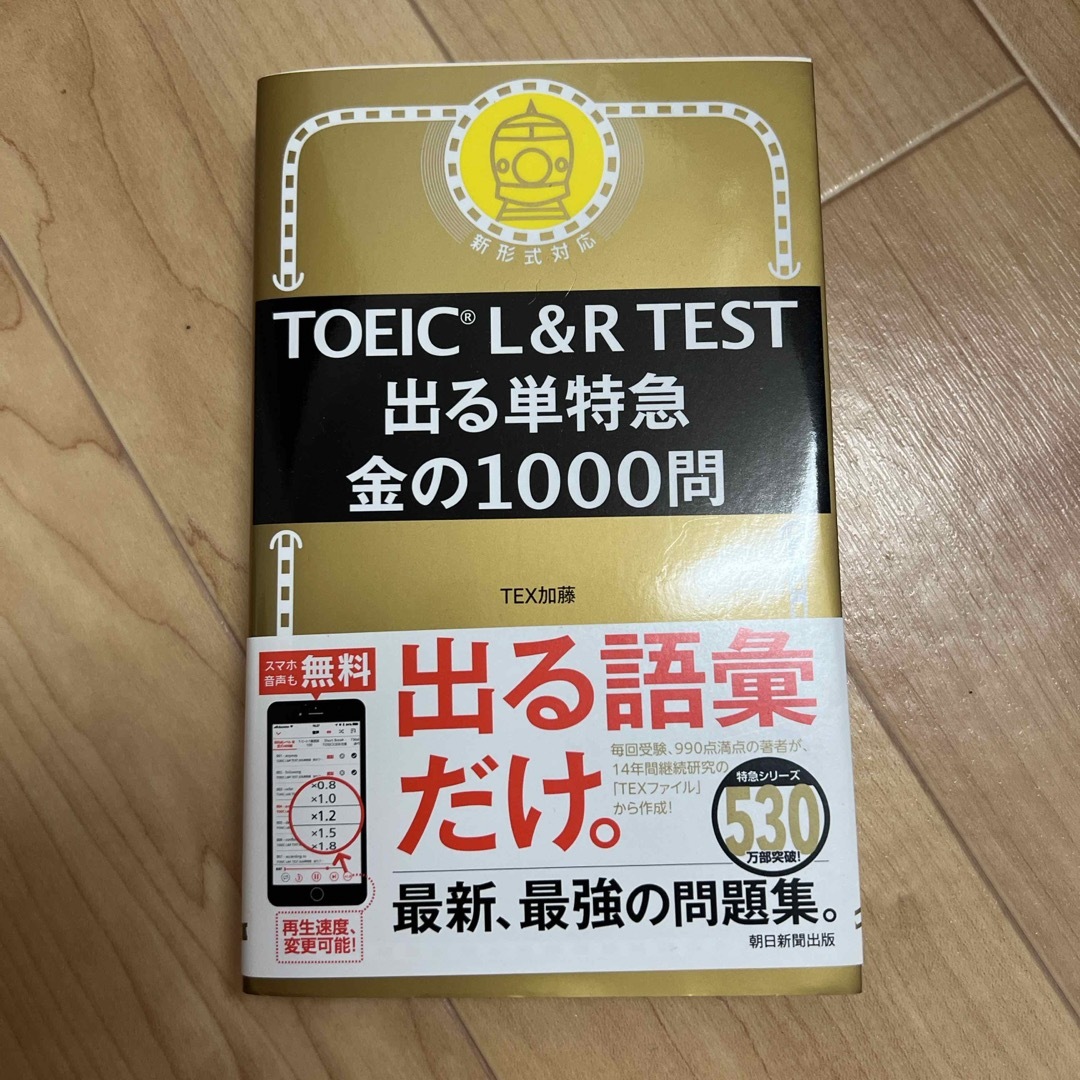 新形式対応
TOEIC® L&R TEST
出る単特急
金の1000問
TEX加藤
スマホ
音声も
無料
出る語彙
だけ。
毎回受験、990点満点の著者が、
14年間継続研究の
「TEXファイル」
から作成!
特急シリーズ
530
万部突破!
×0.8
×1.0
×1.2
×1.5
×1.8
再生速度、
変更可能!
最新、最強の問題集。
朝日新聞出版